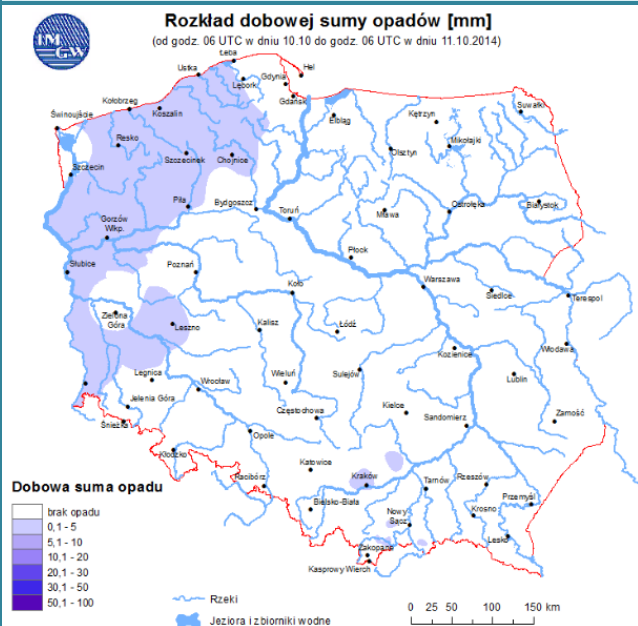 Rozkład dobowej sumy opadów [mm]
(od godz. 06 UTC w dniu 10.10 do godz. 06 UTC w dniu 11.10.2014)
IM
GW
Łeba
Ustka
Hel
Lębork
Gdynia
Gdańsk
Suwałki
Kołobrzeg
Koszalin
Świnoujście
Elbląg
Kętrzyn
Resko
Mikołajki
Szczecinek
Chojnice
Olsztyn
Szczecin
Piła
Bydgoszcz
Toruń
Mława
Ostrołęka
Białystok
Gorzów
Wlkp.
Płock
Słubice
Poznań
Koło
Warszawa
Siedlce
Terespol
Zielona
Góra
Leszno
Kalisz
Łódź
Kozienice
Włodawa
Legnica
Wrocław
Wieluń
Sulejów
Lublin
Jelenia Góra
Częstochowa
Kielce
Sandomierz
Zamość
Śnieżka
Opole
Kłodzko
Katowice
Racibórz
Kraków
Tarnów
Rzeszów
Bielsko-Biała
Nowy
Sącz
Krosno
Przemyśl
Lesko
Zakopane
Kasprowy Wierch
Dobowa suma opadu
brak opadu
0,1 - 5
5,1 - 10
10,1 - 20
20,1 - 30
30,1 - 50
50,1 - 100
Rzeki
Jeziora i zbiorniki wodne
0 25 50 100 150 km